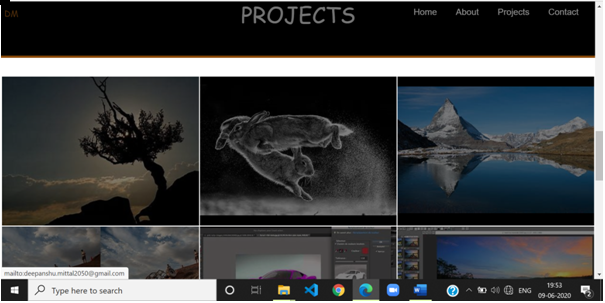 DM
PROJECTS
Home About Projects Contact
mailto:deepanshu.mittal2050@gmail.com
Type here to search
ENG
19:53
09-06-2020
2